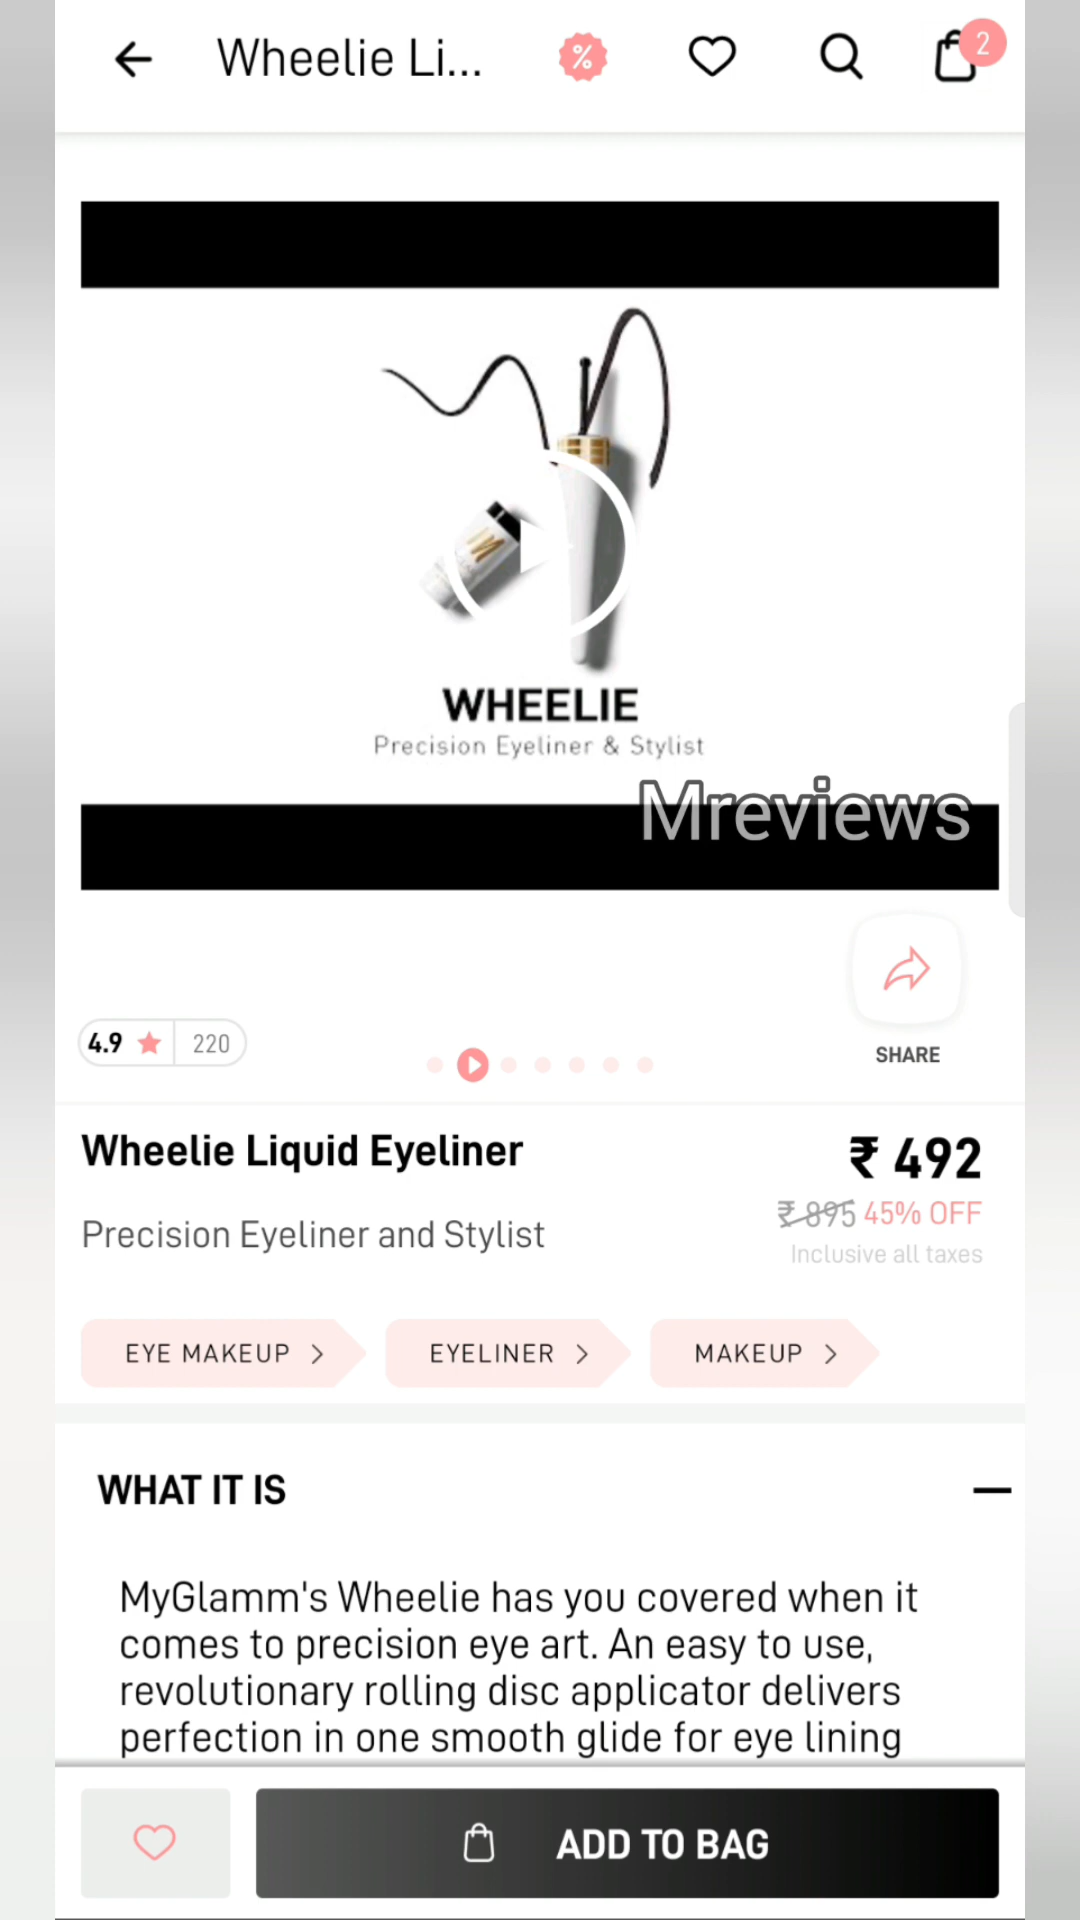 Wheelie Li...
%
2
M
WHEELIE
Precision Eyeliner & Stylist
Mreviews
4.9 ★ 220
SHARE
Wheelie Liquid Eyeliner
₹ 492
₹ 895 45% OFF
Precision Eyeliner and Stylist
Inclusive all taxes
EYE MAKEUP > EYELINER > MAKEUP >
WHAT IT IS
MyGlamm's Wheelie has you covered when it
comes to precision eye art. An easy to use,
revolutionary rolling disc applicator delivers
perfection in one smooth glide for eye lining
ADD TO BAG